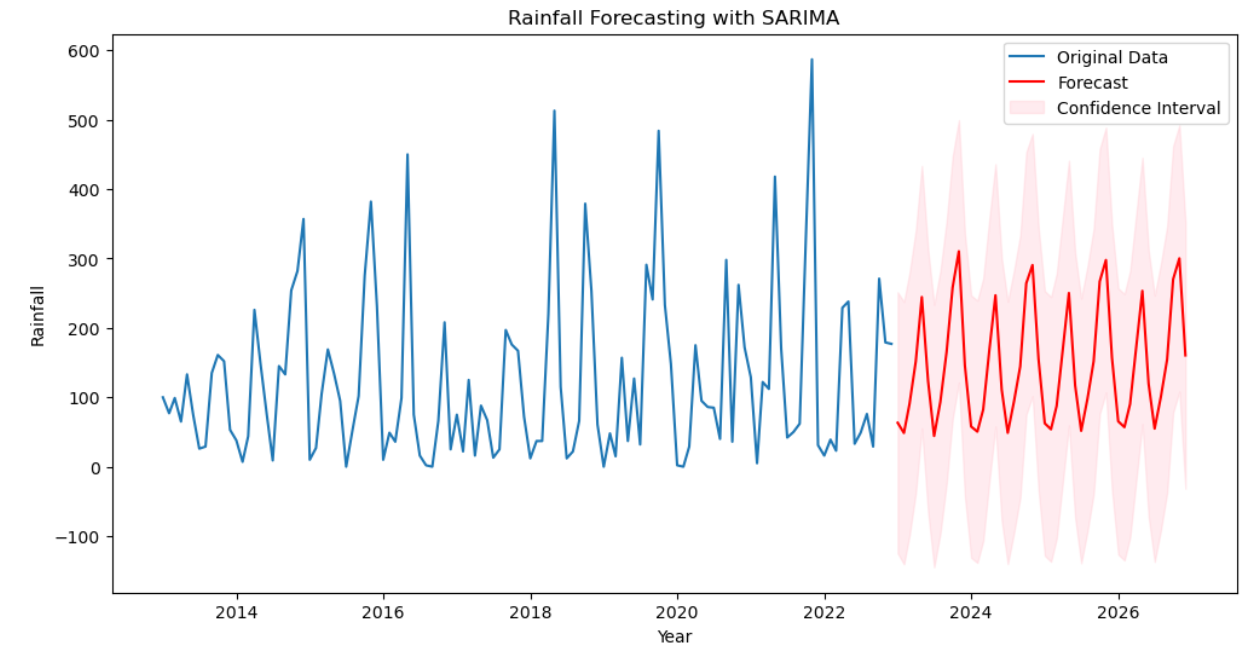 Rainfall Forecasting with SARIMA
Original Data
Forecast
Confidence Interval
600
500
400
300
200
100
0
−100
Rainfall
2014 2016 2018 2020 2022 2024 2026
Year